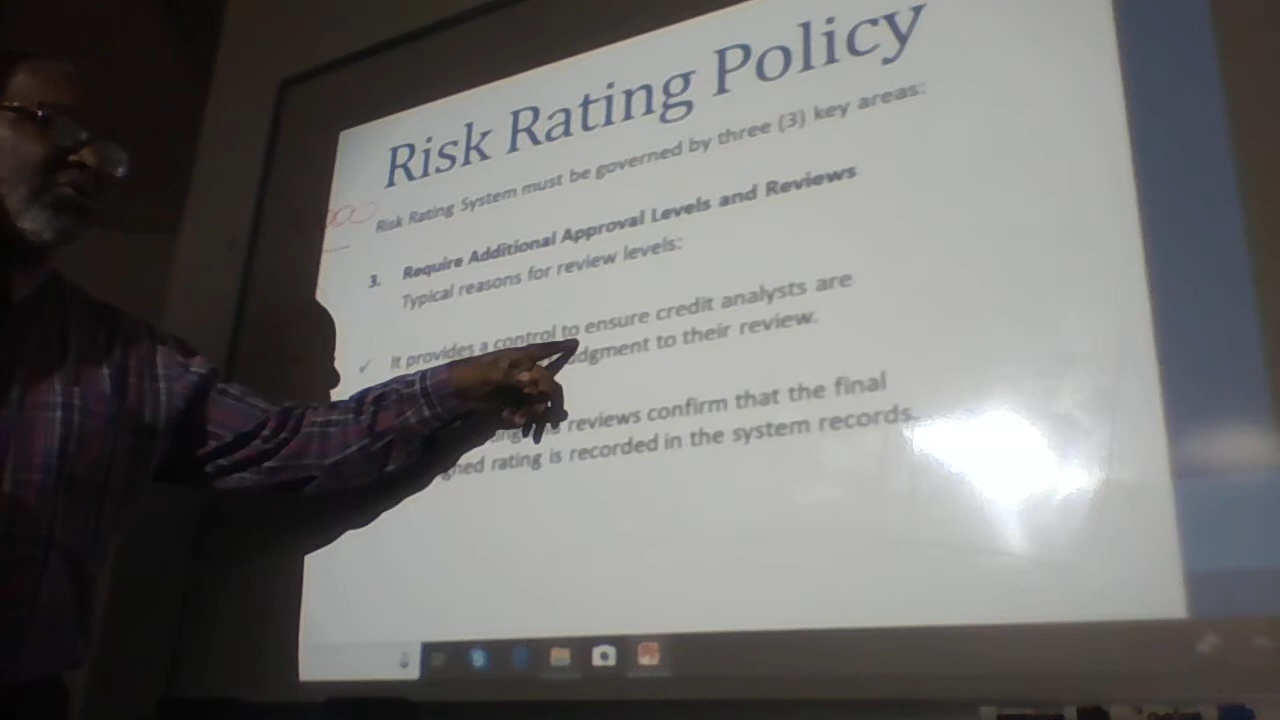 Risk Rating Policy
Risk Rating System must be governed by three (3) key areas:
3. Require Additional Approval Levels and Reviews
Typical reasons for review levels:
✓ It provides a control to ensure credit analysts are
to their review.
reviews confirm that the final
rating is recorded in the system records.